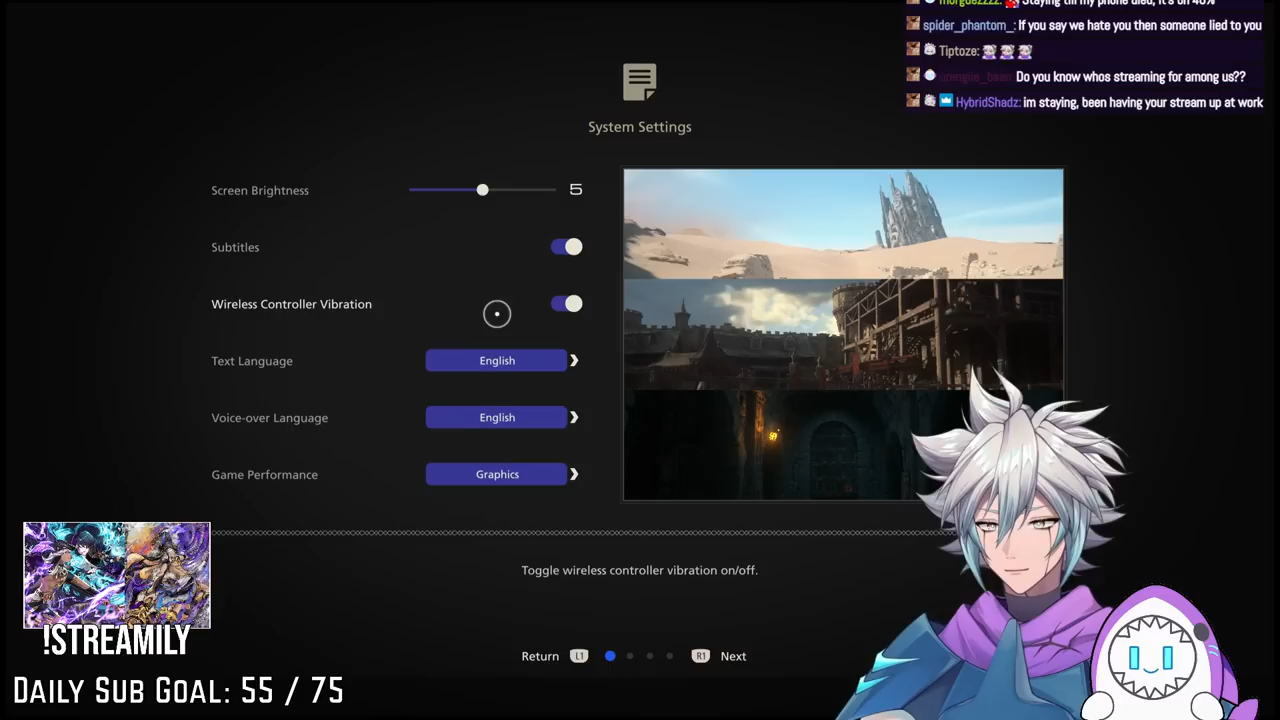 Staying till my phone died, it's on 40%
spider_phantom_: If you say we hate you then someone lied to you
Tiptoze:
Do you know whos streaming for among us??
HybridShadz: im staying, been having your stream up at work
System Settings
Screen Brightness 5
Subtitles
Wireless Controller Vibration
Text Language English
Voice-over Language English
Game Performance Graphics
Toggle wireless controller vibration on/off.
Return L1 R1 Next
!STREAMILY
DAILY SUB GOAL: 55 / 75